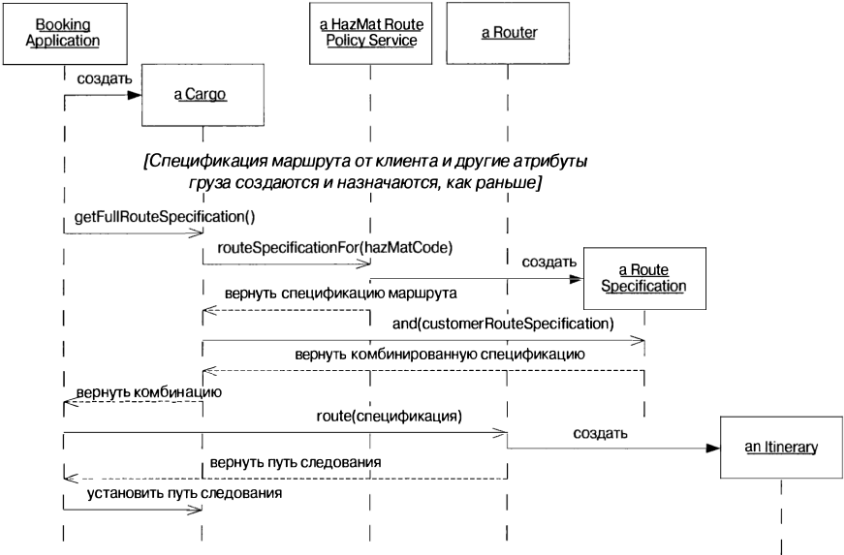 Booking
Application
a HazMat Route
Policy Service
a Router
создать
a Cargo
[Спецификация маршрута от клиента и другие атрибуты
груза создаются и назначаются, как раньше]
getFullRouteSpecification()
routeSpecificationFor(hazMatCode)
создать
a Route
Specification
вернуть спецификацию маршрута
and(customerRouteSpecification)
вернуть комбинированную спецификацию
вернуть комбинацию
route(спецификация)
создать
an Itinerary
вернуть путь следования
установить путь следования